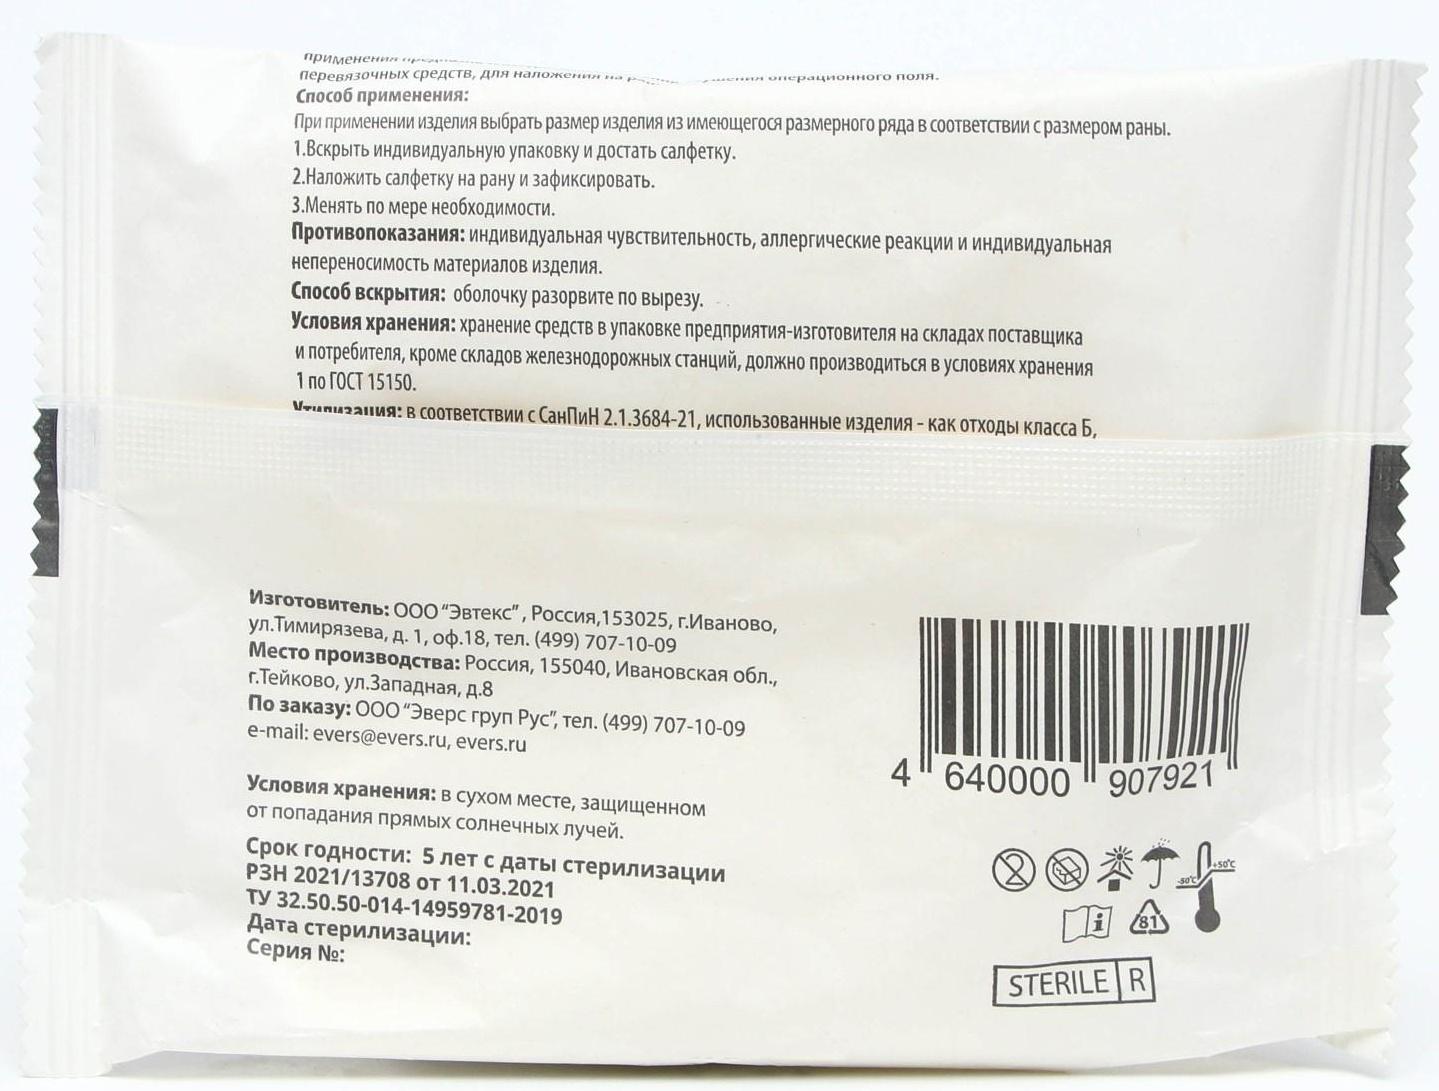 применения
перевязочных средств, для наложения на операционного поля.
Способ применения:
При применении изделия выбрать размер изделия из имеющегося размерного ряда в соответствии с размером раны.
1.Вскрыть индивидуальную упаковку и достать салфетку.
2.Наложить салфетку на рану и зафиксировать.
3.Менять по мере необходимости.
Противопоказания: индивидуальная чувствительность, аллергические реакции и индивидуальная
непереносимость материалов изделия.
Способ вскрытия: оболочку разорвите по вырезу.
Условия хранения: хранение средств в упаковке предприятия-изготовителя на складах поставщика
и потребителя, кроме складов железнодорожных станций, должно производиться в условиях хранения
1 по ГОСТ 15150.
Утилизация: в соответствии с СанПиН 2.1.3684-21, использованные изделия - как отходы класса Б,
Изготовитель: ООО "Эвтекс", Россия,153025, г.Иваново,
ул.Тимирязева, д. 1, оф.18, тел. (499) 707-10-09
Место производства: Россия, 155040, Ивановская обл.,
г.Тейково, ул.Западная, д.8
По заказу: ООО "Эверс груп Рус", тел. (499) 707-10-09
e-mail: evers@evers.ru, evers.ru
Условия хранения: в сухом месте, защищенном
от попадания прямых солнечных лучей.
Срок годности: 5 лет с даты стерилизации
РЗН 2021/13708 от 11.03.2021
ТУ 32.50.50-014-14959781-2019
Дата стерилизации:
Серия №:
4 640000 907921
2
+50°C
-50°C
i
81
STERILE R